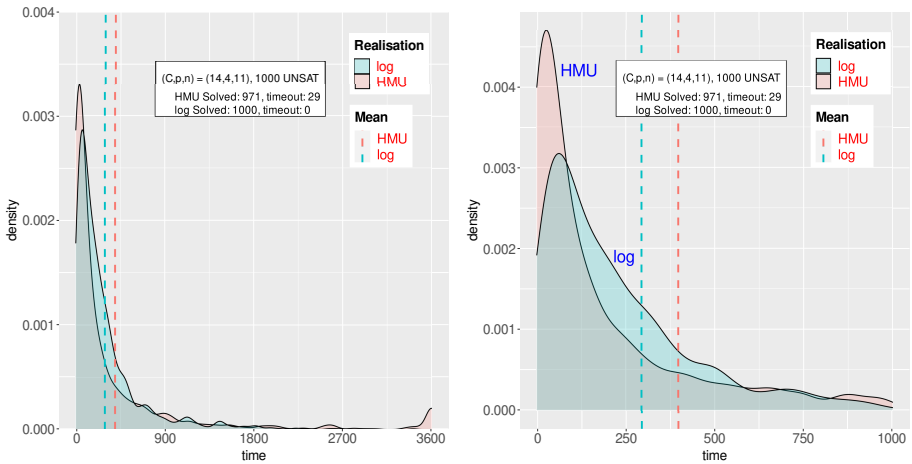 0.004
0.003
0.002
0.001
0.000
density
0
900
1800
2700
3600
time
(C,p,n) = (14,4,11), 1000 UNSAT
HMU Solved: 971, timeout: 29
log Solved: 1000, timeout: 0
Realisation
log
HMU
Mean
HMU
log
0.004
0.003
0.002
0.001
0.000
density
0
250
500
750
1000
time
HMU
log
(C,p,n) = (14,4,11), 1000 UNSAT
HMU Solved: 971, timeout: 29
log Solved: 1000, timeout: 0
Realisation
log
HMU
Mean
HMU
log